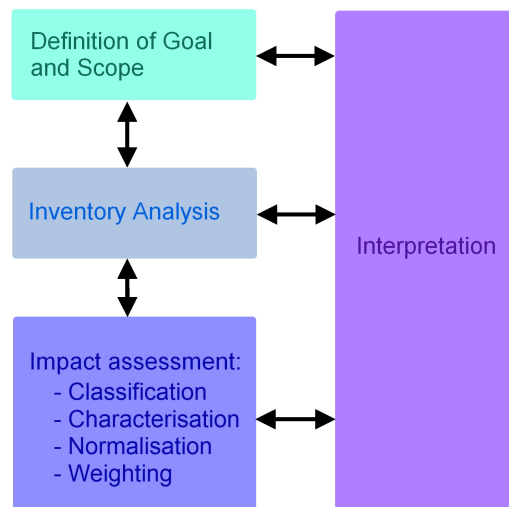 Definition of Goal
and Scope
Inventory Analysis
Interpretation
Impact assessment:
- Classification
- Characterisation
- Normalisation
- Weighting